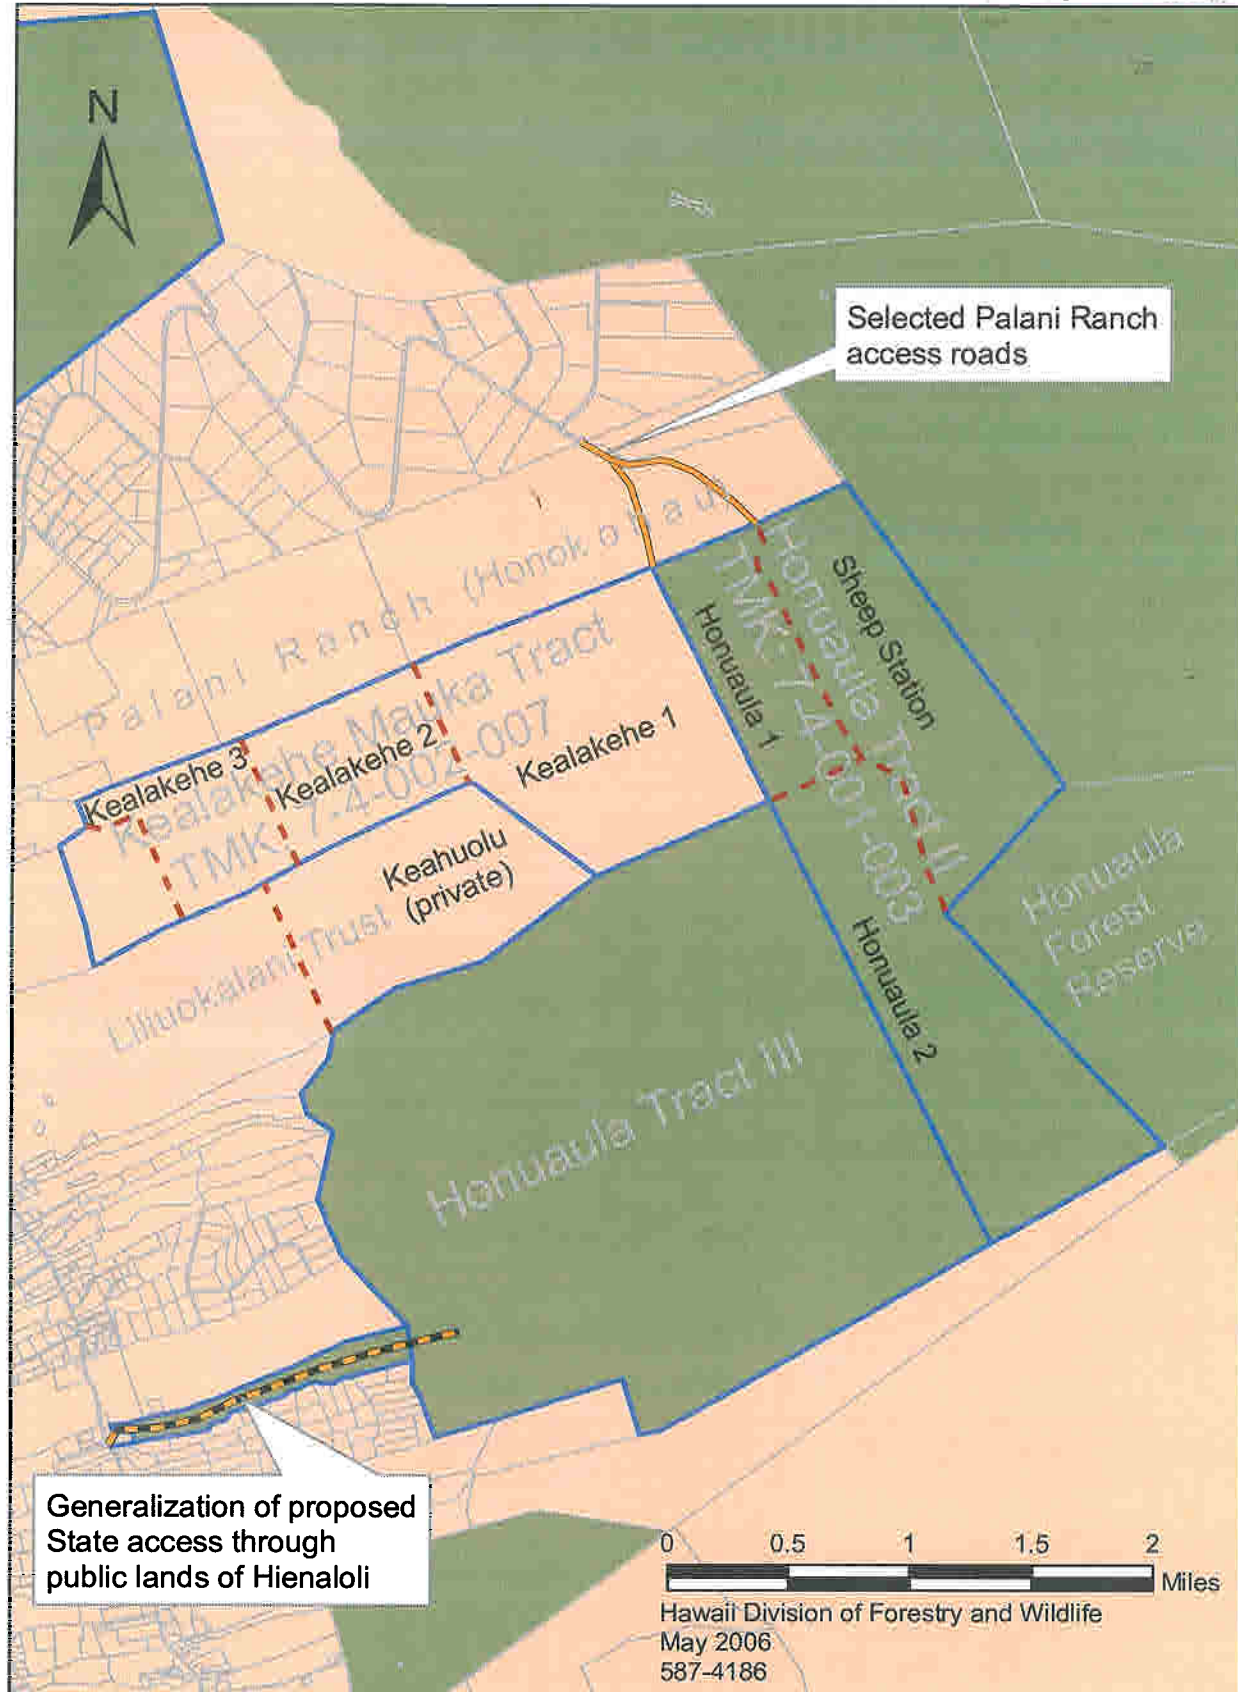 N
Selected Palani Ranch
access roads
Palani Ranch (Honokohau)
Honuaula Tract II
TMK: 7-4-001-003
Sheep Station
Honuaula 1
Kealakehe Mauka Tract
TMK: 7-4-002-007
Kealakehe 3
Kealakehe 2
Kealakehe 1
Keahuolu
(private)
Liliuokalani Trust
Honuaula
Forest
Reserve
Honuaula 2
Honuaula Tract III
Generalization of proposed
State access through
public lands of Hienaloli
0 0.5 1 1.5 2
Miles
Hawaii Division of Forestry and Wildlife
May 2006
587-4186